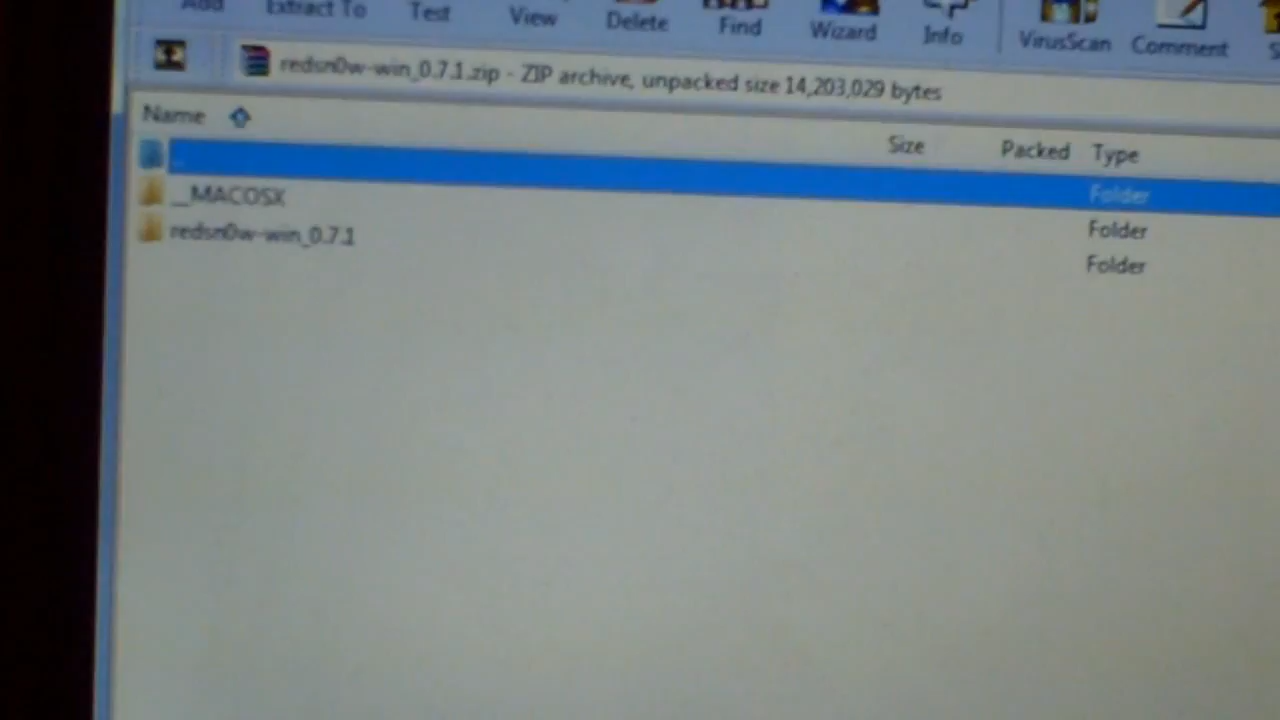 Add Extract To Test View Delete Find Wizard Info VirusScan Comment
redsn0w-win_0.7.1.zip - ZIP archive, unpacked size 14,203,029 bytes
Name Size Packed Type
.. Folder
__MACOSX Folder
redsn0w-win_0.7.1 Folder